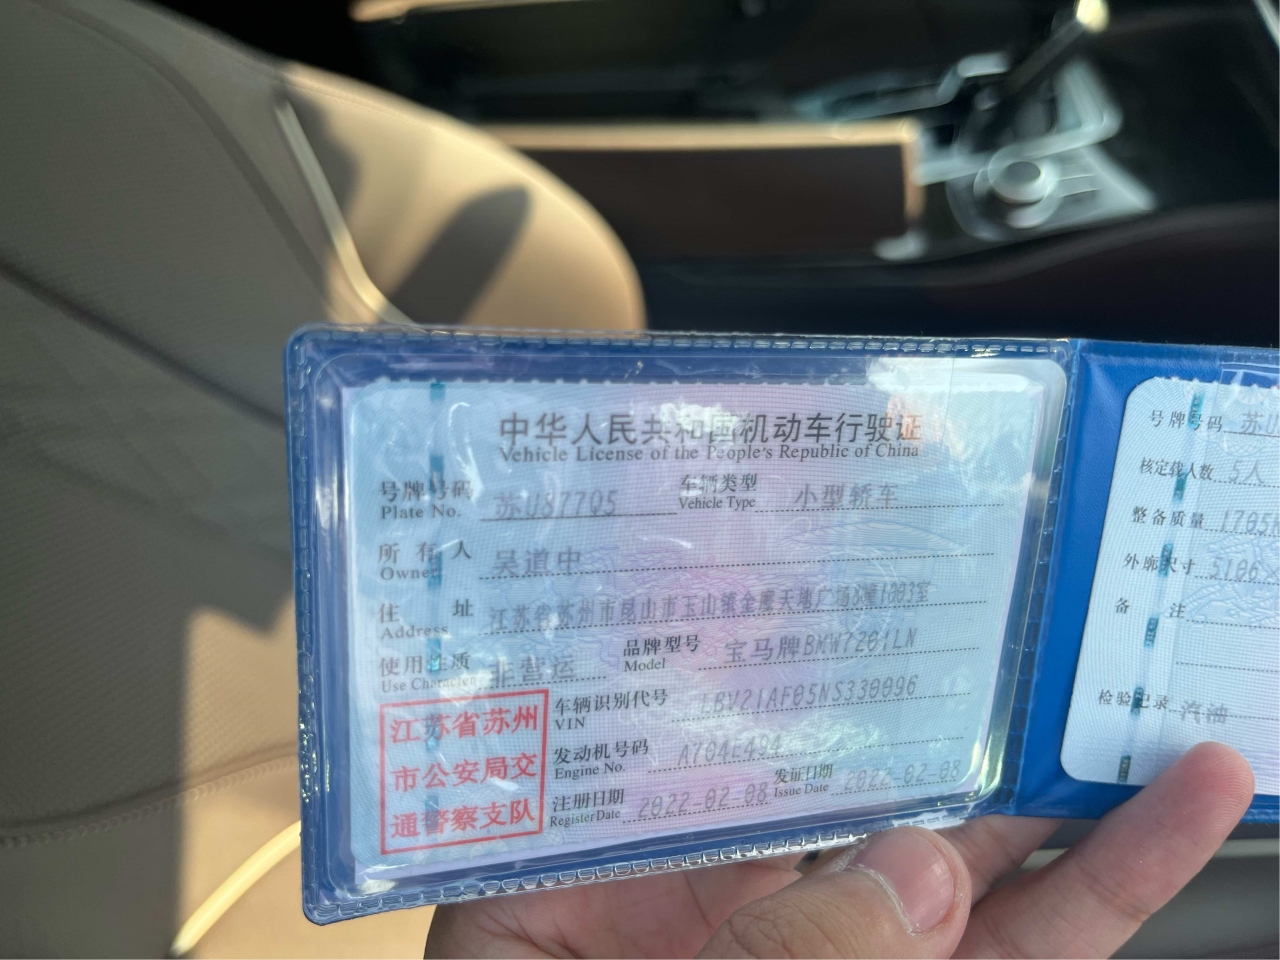 中华人民共和国机动车行驶证
Vehicle License of the People's Republic of China
号牌号码 苏U87705 车辆类型 小型轿车
Plate No. Vehicle Type
所有人 吴道中
Owner
住址 江苏省苏州市昆山市玉山镇金鹰天地广场8幢1803室
Address
使用性质 非营运 品牌型号 宝马牌BMW7201LN
Use Character Model
江苏省苏州
市公安局交
通警察支队
车辆识别代号 LBV21AF05NS330096
VIN
发动机号码 A704E494
Engine No.
注册日期 2022-02-08 发证日期 2022-02-08
Register Date Issue Date
号牌号码 苏U
核定载人数 5人
整备质量 1705
外廓尺寸 5106
备注
检验记录 汽油